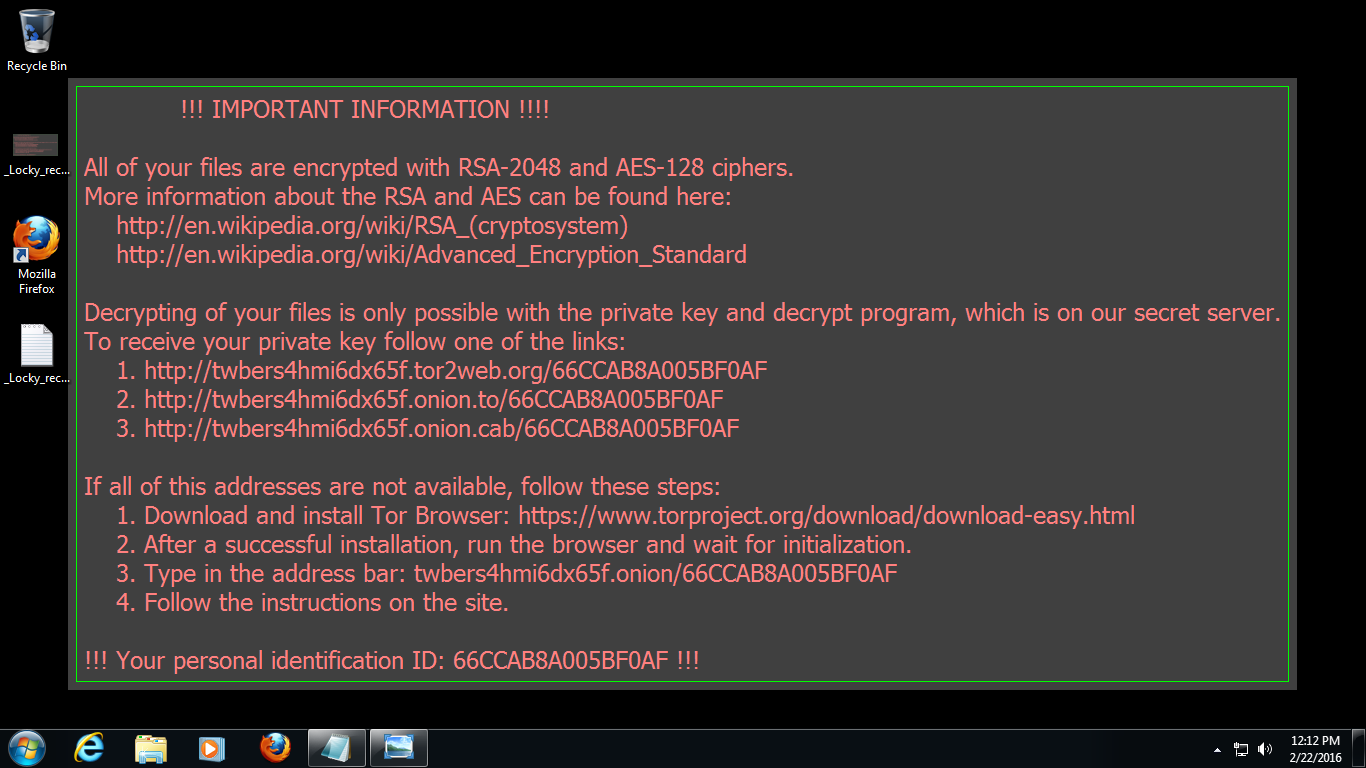 Recycle Bin
_Locky_rec...
Mozilla
Firefox
_Locky_rec...
!!! IMPORTANT INFORMATION !!!!
All of your files are encrypted with RSA-2048 and AES-128 ciphers.
More information about the RSA and AES can be found here:
http://en.wikipedia.org/wiki/RSA_(cryptosystem)
http://en.wikipedia.org/wiki/Advanced_Encryption_Standard
Decrypting of your files is only possible with the private key and decrypt program, which is on our secret server.
To receive your private key follow one of the links:
1. http://twbers4hmi6dx65f.tor2web.org/66CCAB8A005BF0AF
2. http://twbers4hmi6dx65f.onion.to/66CCAB8A005BF0AF
3. http://twbers4hmi6dx65f.onion.cab/66CCAB8A005BF0AF
If all of this addresses are not available, follow these steps:
1. Download and install Tor Browser: https://www.torproject.org/download/download-easy.html
2. After a successful installation, run the browser and wait for initialization.
3. Type in the address bar: twbers4hmi6dx65f.onion/66CCAB8A005BF0AF
4. Follow the instructions on the site.
!!! Your personal identification ID: 66CCAB8A005BF0AF !!!
12:12 PM
2/22/2016